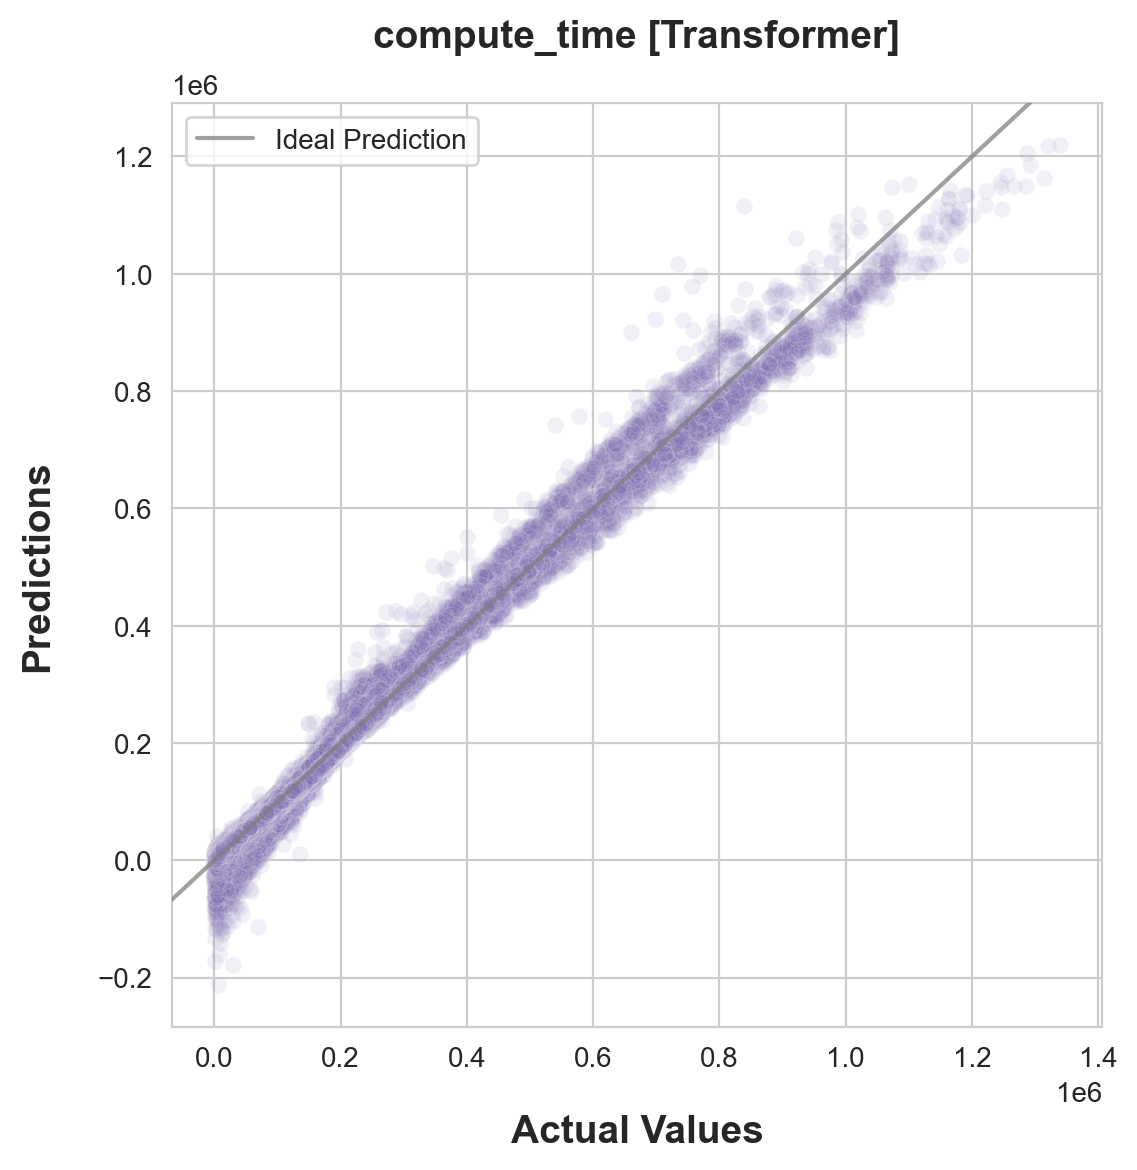 compute_time [Transformer]
1e6
Ideal Prediction
1.2
1.0
0.8
0.6
0.4
0.2
0.0
−0.2
Predictions
0.0 0.2 0.4 0.6 0.8 1.0 1.2 1.4
1e6
Actual Values